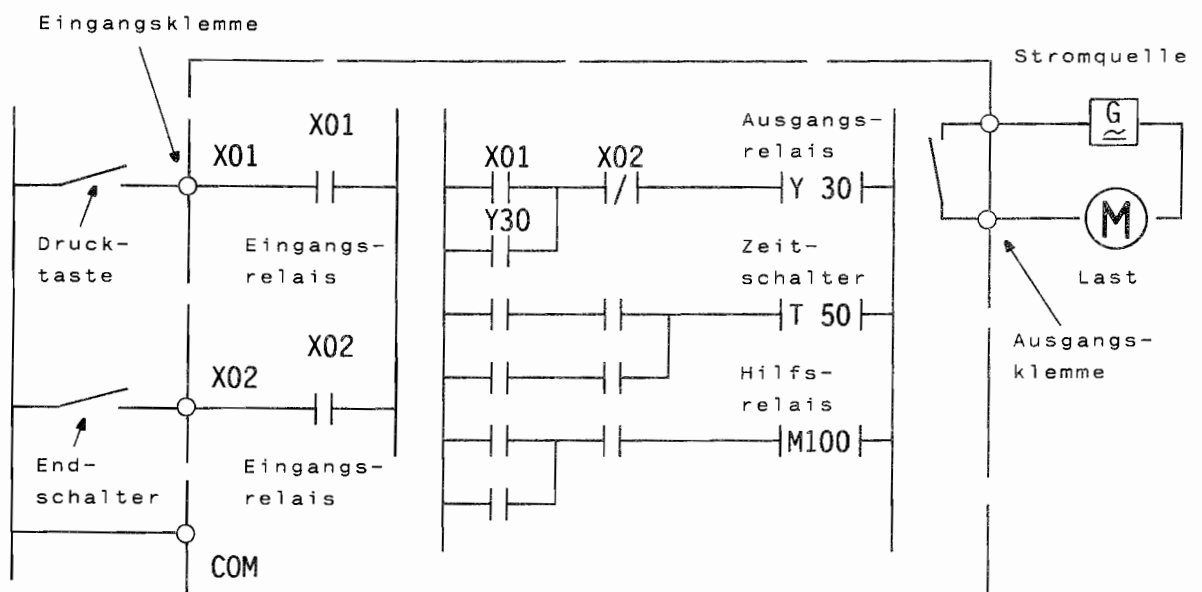 Eingangsklemme
Stromquelle
X01
X01
X01
X02
Ausgangs-
relais
Y 30
G
Y30
Druck-
taste
Eingangs-
relais
Zeit-
schalter
M
Last
T 50
X02
X02
Ausgangs-
klemme
Hilfs-
relais
M100
End-
schalter
Eingangs-
relais
COM